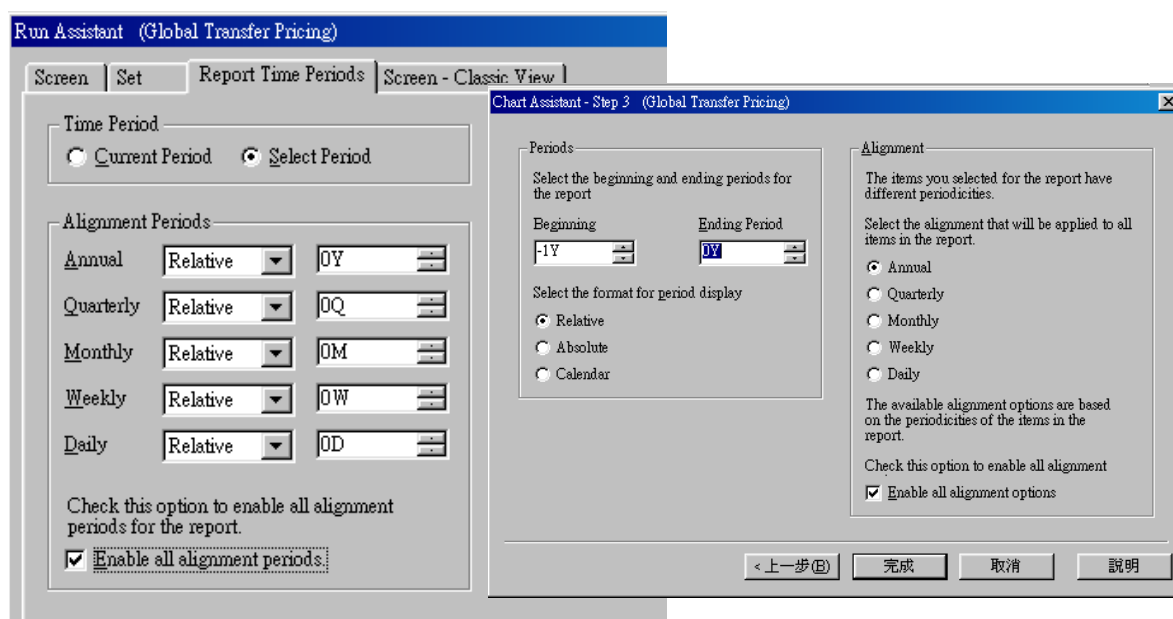 Run Assistant (Global Transfer Pricing)
Screen Set Report Time Periods Screen - Classic View
Time Period
Current Period Select Period
Alignment Periods
Annual Relative 0Y
Quarterly Relative 0Q
Monthly Relative 0M
Weekly Relative 0W
Daily Relative 0D
Check this option to enable all alignment
periods for the report.
Enable all alignment periods.
Chart Assistant - Step 3 (Global Transfer Pricing)
Periods
Select the beginning and ending periods for
the report
Beginning Ending Period
-1Y 0Y
Select the format for period display
Relative
Absolute
Calendar
Alignment
The items you selected for the report have
different periodicities.
Select the alignment that will be applied to all
items in the report.
Annual
Quarterly
Monthly
Weekly
Daily
The available alignment options are based
on the periodicities of the items in the
report.
Check this option to enable all alignment
Enable all alignment options
<上一步(B) 完成 取消 說明